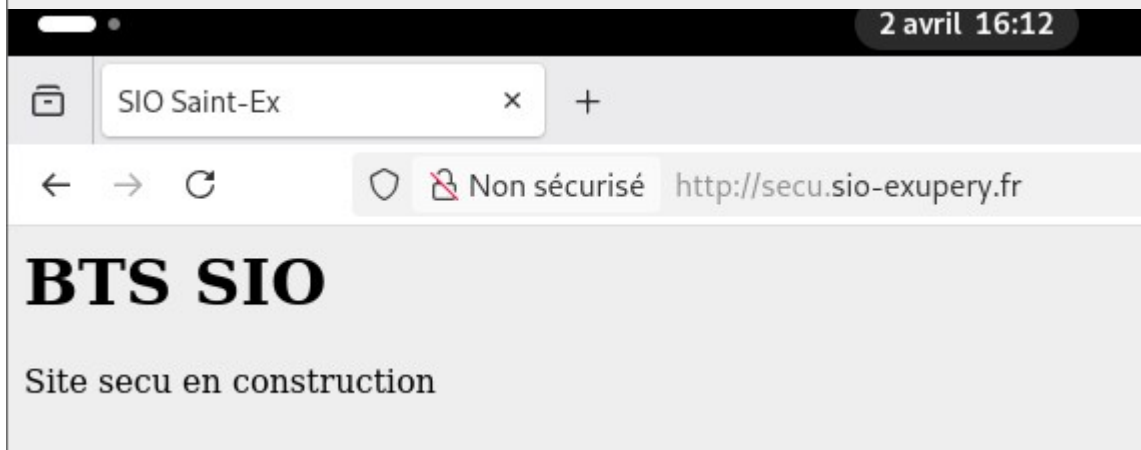 2 avril 16:12
SIO Saint-Ex
Non sécurisé http://secu.sio-exupery.fr
BTS SIO
Site secu en construction